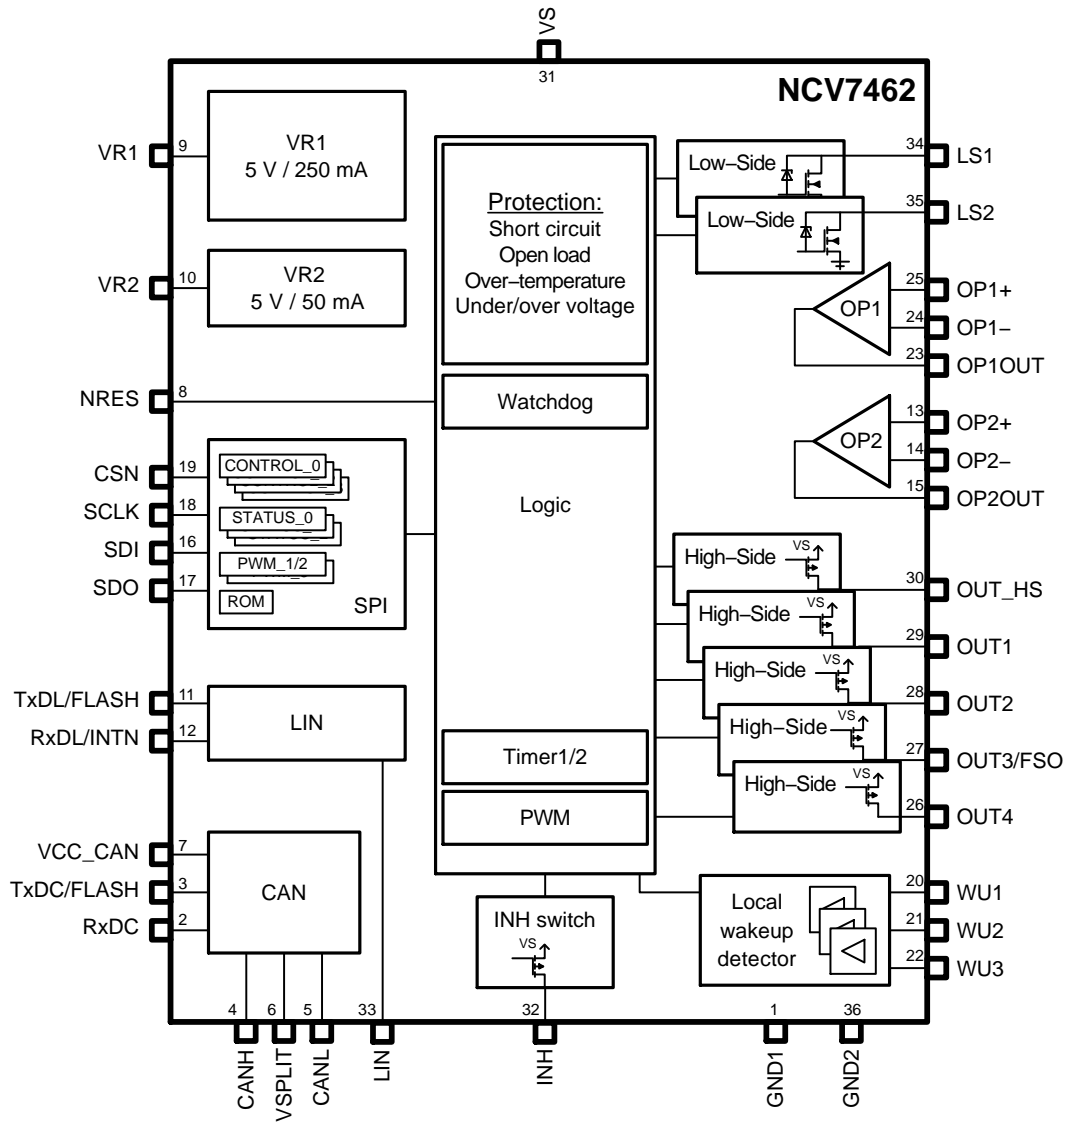 VS
31
NCV7462
VR1
9
VR1
5 V / 250 mA
VR2
10
VR2
5 V / 50 mA
NRES
8
CSN
19
SCLK
18
SDI
16
SDO
17
CONTROL_0
STATUS_0
PWM_1/2
ROM
SPI
TxDL/FLASH
11
RxDL/INTN
12
LIN
VCC_CAN
7
TxDC/FLASH
3
RxDC
2
CAN
Protection:
Short circuit
Open load
Over–temperature
Under/over voltage
Watchdog
Logic
Timer1/2
PWM
INH switch
VS
Low–Side
34
LS1
Low–Side
35
LS2
OP1
25
OP1+
24
OP1–
23
OP1OUT
OP2
13
OP2+
14
OP2–
15
OP2OUT
High–Side
VS
30
OUT_HS
High–Side
VS
29
OUT1
High–Side
VS
28
OUT2
High–Side
VS
27
OUT3/FSO
High–Side
VS
26
OUT4
Local
wakeup
detector
20
WU1
21
WU2
22
WU3
4
6
5
33
32
1
36
CANH
VSPLIT
CANL
LIN
INH
GND1
GND2